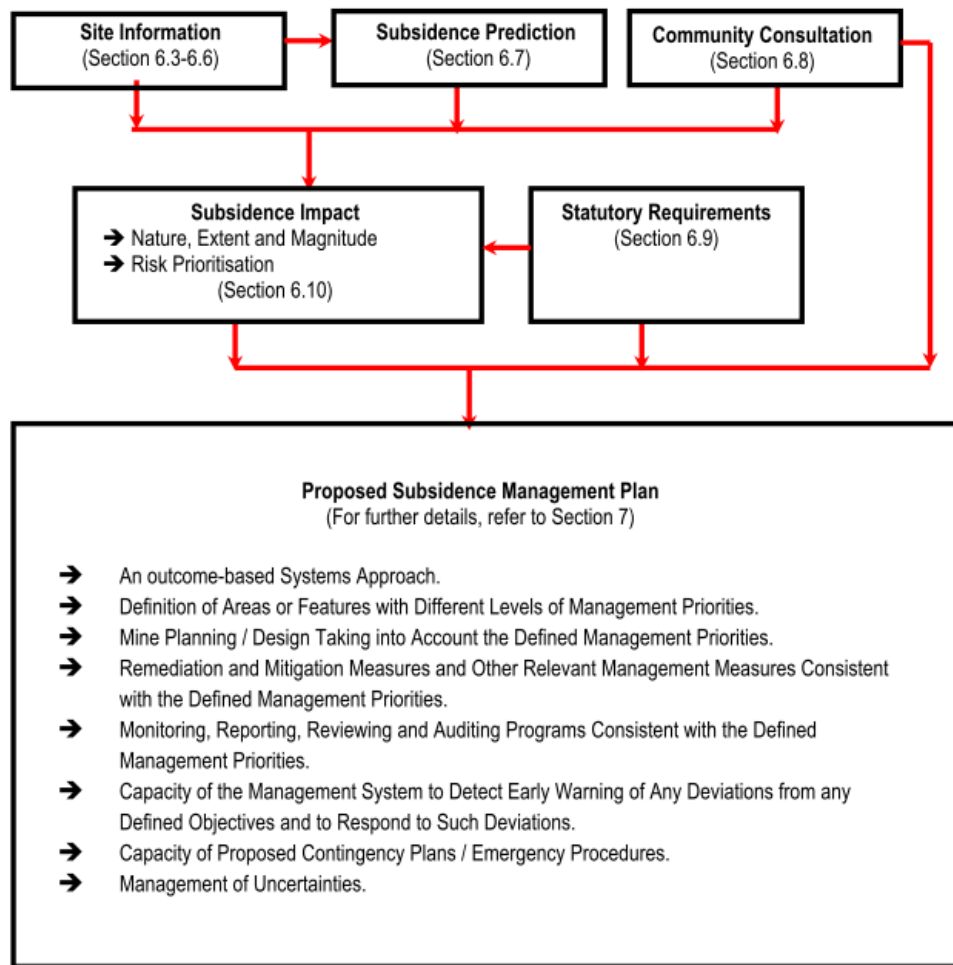 Site Information
(Section 6.3-6.6)
Subsidence Prediction
(Section 6.7)
Community Consultation
(Section 6.8)
Subsidence Impact
➔ Nature, Extent and Magnitude
➔ Risk Prioritisation
(Section 6.10)
Statutory Requirements
(Section 6.9)
Proposed Subsidence Management Plan
(For further details, refer to Section 7)
➔ An outcome-based Systems Approach.
➔ Definition of Areas or Features with Different Levels of Management Priorities.
➔ Mine Planning / Design Taking into Account the Defined Management Priorities.
➔ Remediation and Mitigation Measures and Other Relevant Management Measures Consistent
with the Defined Management Priorities.
➔ Monitoring, Reporting, Reviewing and Auditing Programs Consistent with the Defined
Management Priorities.
➔ Capacity of the Management System to Detect Early Warning of Any Deviations from any
Defined Objectives and to Respond to Such Deviations.
➔ Capacity of Proposed Contingency Plans / Emergency Procedures.
➔ Management of Uncertainties.